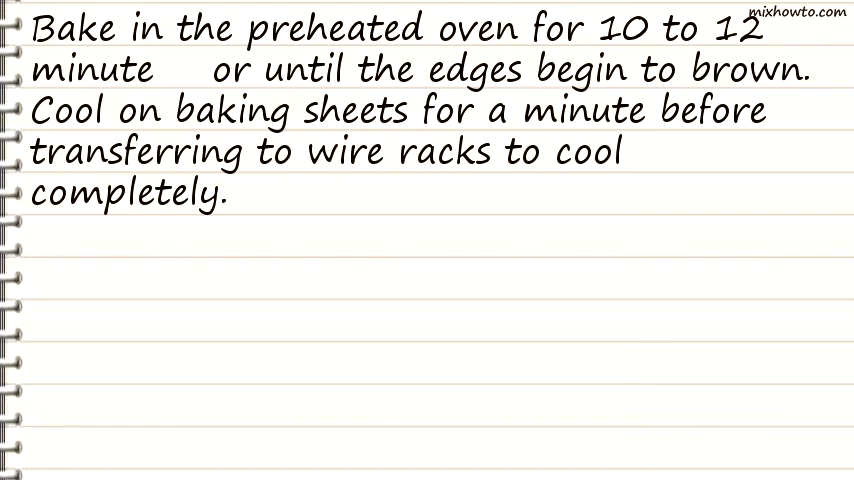 mixhowto.com
Bake in the preheated oven for 10 to 12
minute or until the edges begin to brown.
Cool on baking sheets for a minute before
transferring to wire racks to cool
completely.